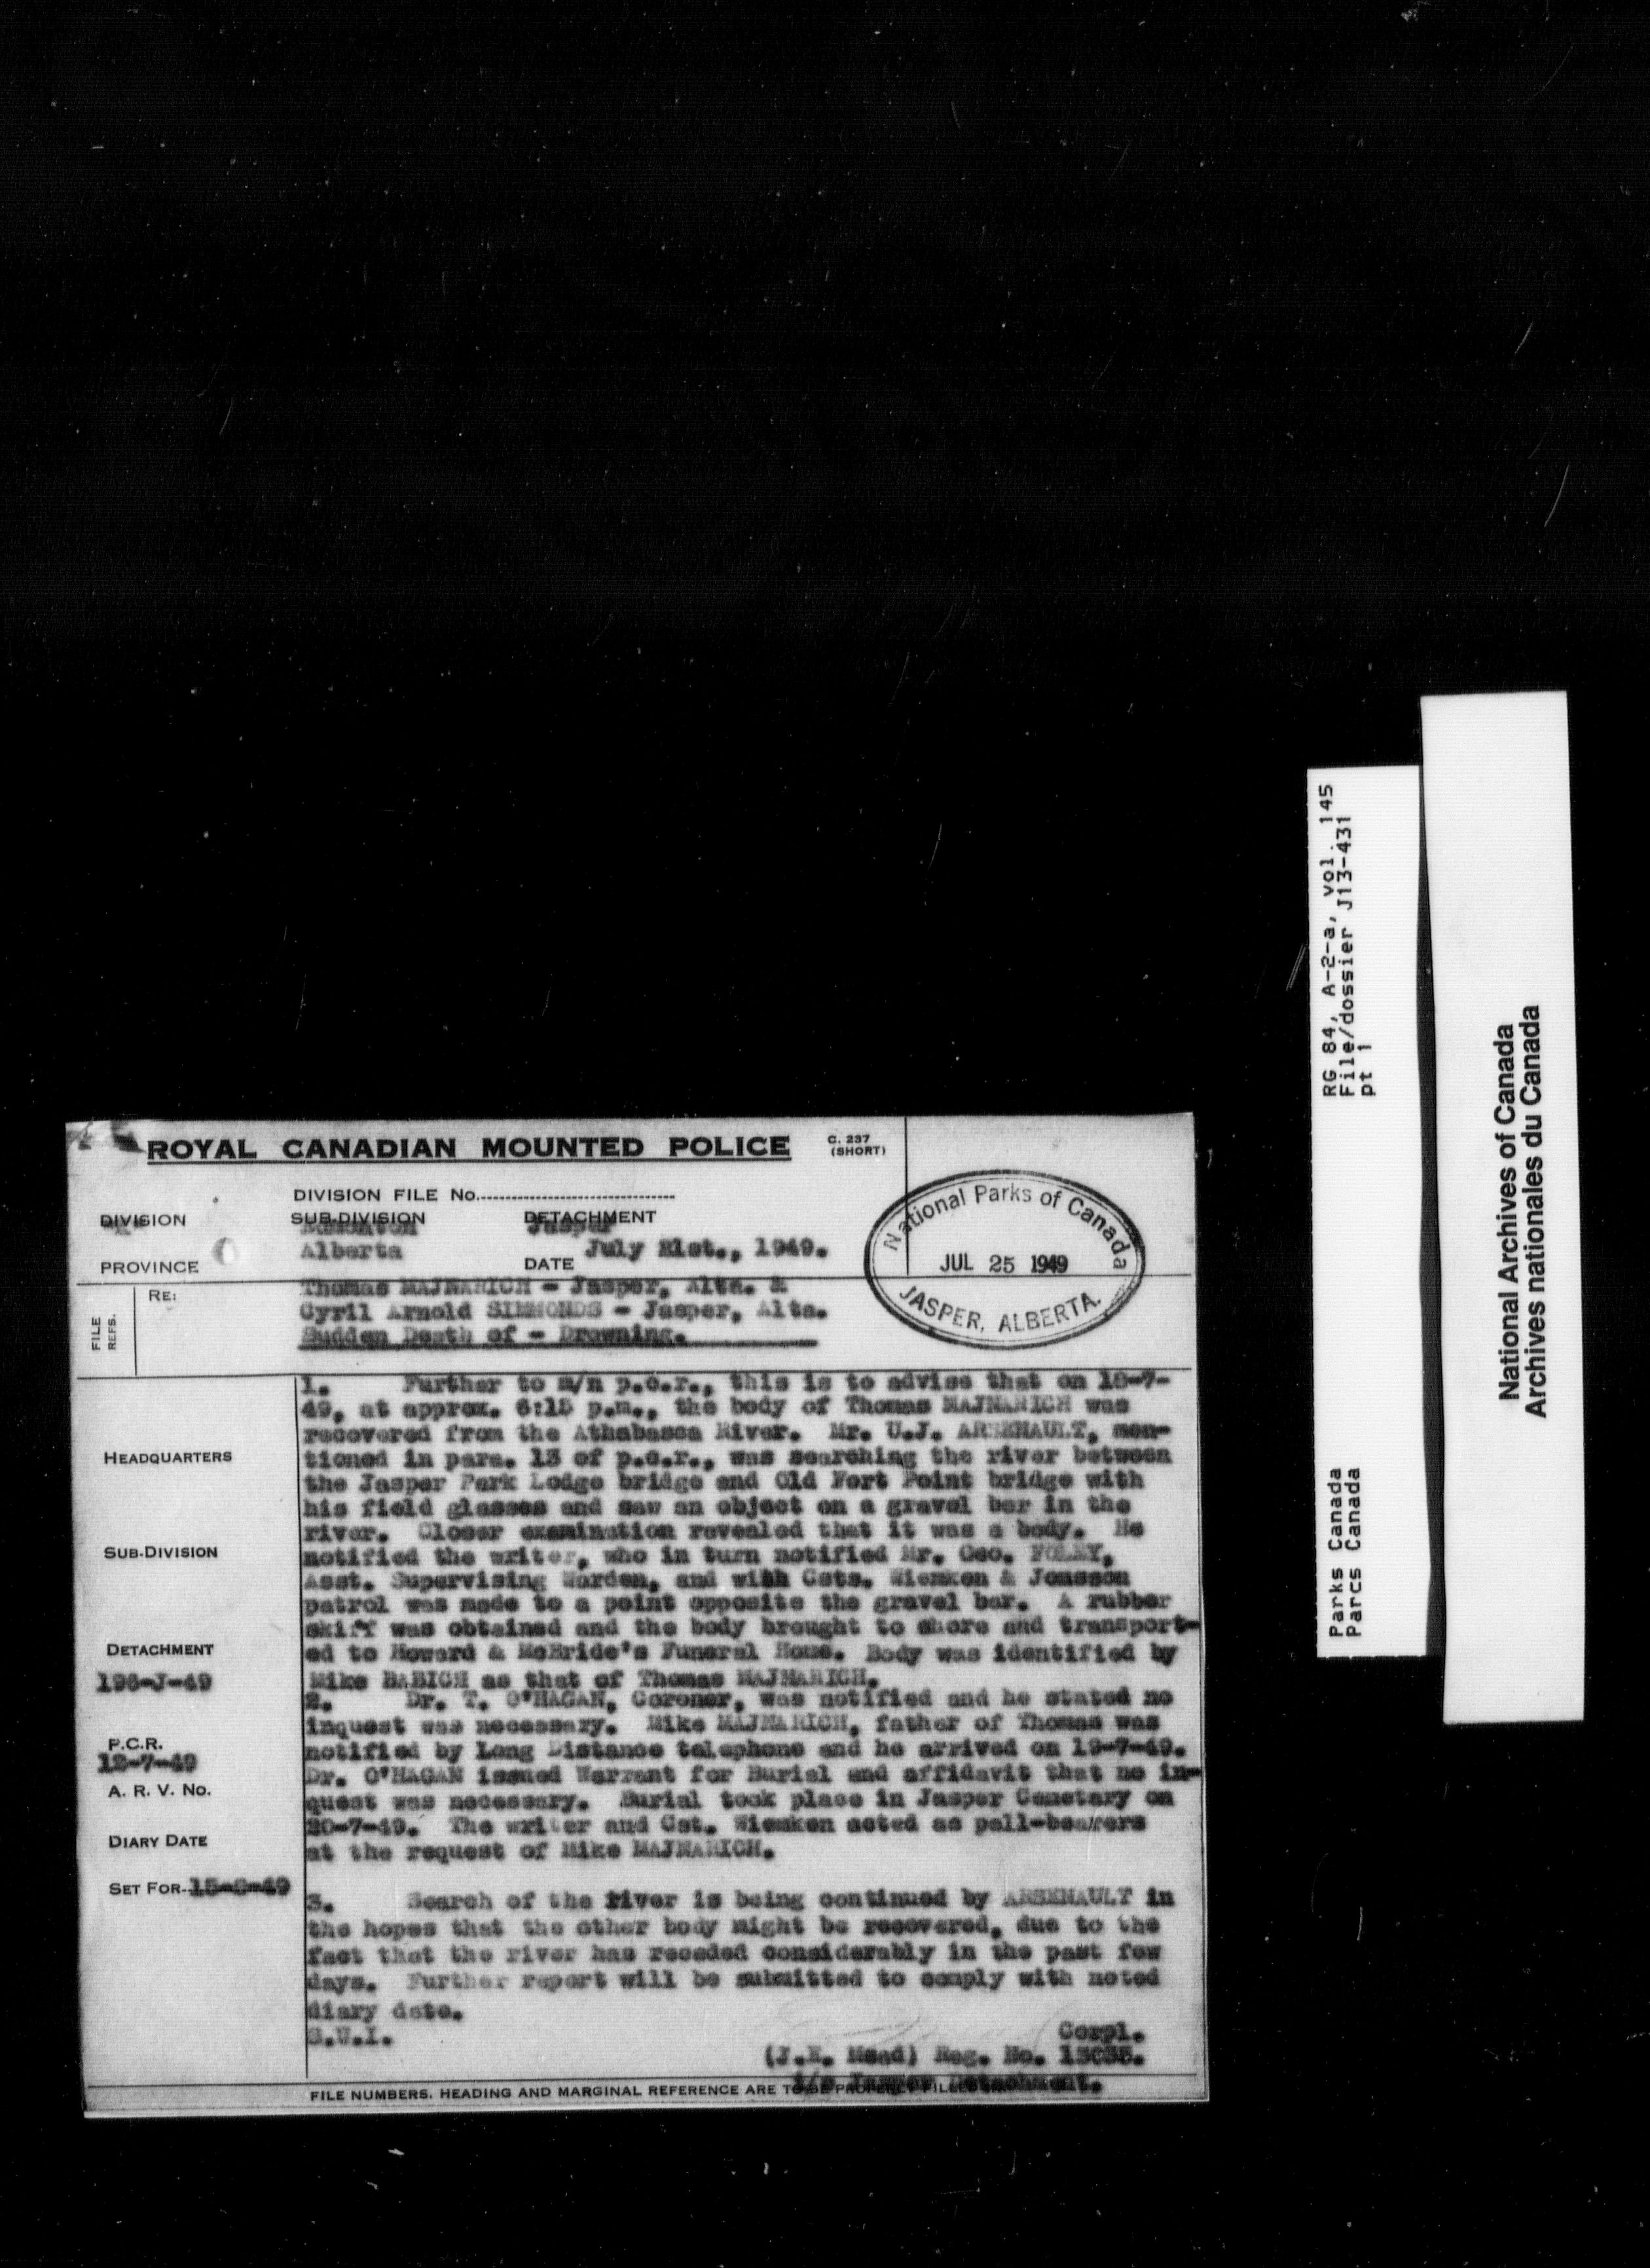 ROYAL CANADIAN MOUNTED POLICE
C. 237
(SHORT)
DIVISION FILE No.
DIVISION
SUB-DIVISION
DETACHMENT
Edmonton
Jasper
PROVINCE
Alberta
DATE
July 21st., 1949.
National Parks of Canada
JUL 25 1949
JASPER, ALBERTA.
FILE
REFS.
RE:
Thomas MAJNARICH - Jasper, Alta. &
Cyril Arnold SIMMONDS - Jasper, Alta.
Sudden Death of - Drowning.
1. Further to m/n p.c.r., this is to advise that on 18-7-
49, at approx. 6:15 p.m., the body of Thomas MAJNARICH was
recovered from the Athabasca River. Mr. U.J. ARSENAULT, men-
tioned in para. 13 of p.c.r., was searching the river between
the Jasper Park Lodge bridge and Old Fort Point bridge with
his field glasses and saw an object on a gravel bar in the
river. Closer examination revealed that it was a body. He
notified the writer, who in turn notified Mr. Geo. FOLEY,
Asst. Supervising Warden, and with Csts. Wiemken & Jonsson
patrol was made to a point opposite the gravel bar. A rubber
skiff was obtained and the body brought to shore and transport-
ed to Howard & McBride's Funeral Home. Body was identified by
Mike BABICH as that of Thomas MAJNARICH.
2. Dr. T. O'HAGAN, Coroner, was notified and he stated no
inquest was necessary. Mike MAJNARICH, father of Thomas was
notified by Long Distance telephone and he arrived on 19-7-49.
Dr. O'HAGAN issued Warrant for Burial and affidavit that no in-
quest was necessary. Burial took place in Jasper Cemetary on
20-7-49. The writer and Cst. Wiemken acted as pall-bearers
at the request of Mike MAJNARICH.
3. Search of the river is being continued by ARSENAULT in
the hopes that the other body might be recovered, due to the
fact that the river has receded considerably in the past few
days. Further report will be submitted to comply with noted
diary date.
S.U.I.
Corpl.
(J.E. Mead) Reg. No.
i/c Jasper Detachment.
HEADQUARTERS
SUB-DIVISION
DETACHMENT
196-J-49
P.C.R.
12-7-49
A. R. V. No.
DIARY DATE
SET FOR 15-8-49
FILE NUMBERS. HEADING AND MARGINAL REFERENCE ARE TO BE PROPERLY FILLED
RG 84, A-2-a, vol. 145
File/dossier J13-431
pt 1
Parks Canada
Parcs Canada
National Archives of Canada
Archives nationales du Canada